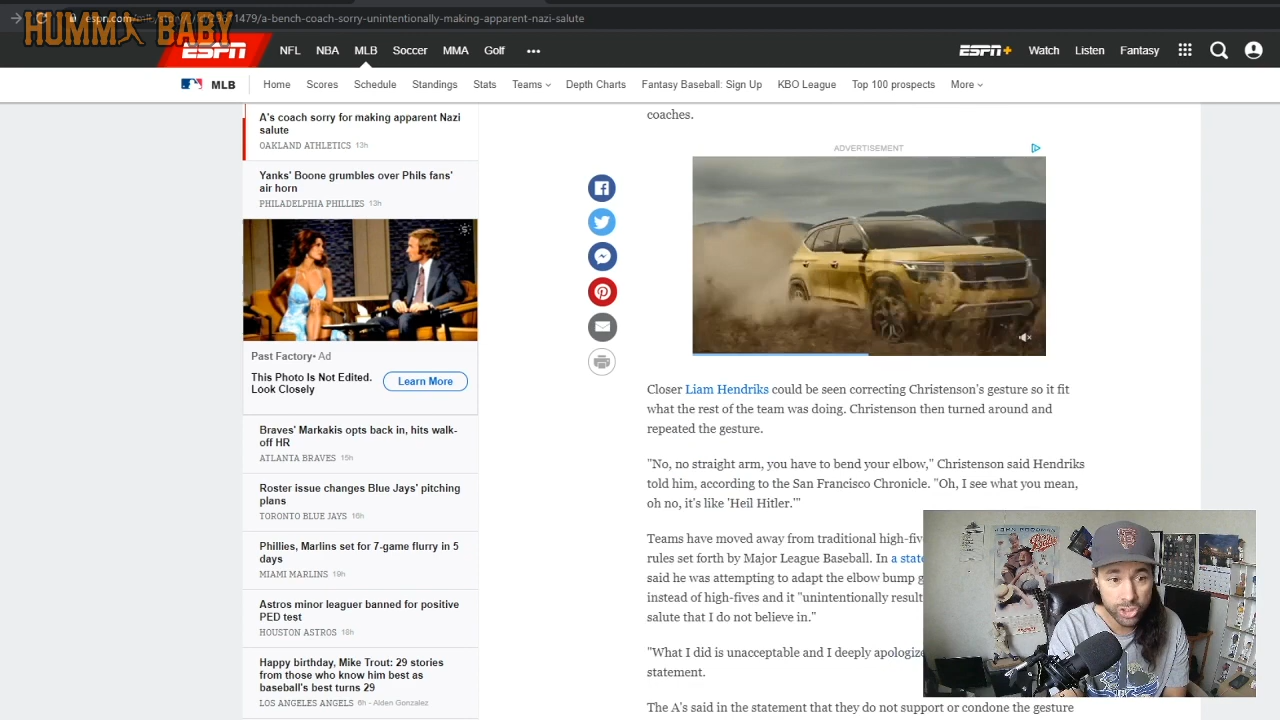 HUMM BABY
espn.com/mlb/story/_/id/29611479/a-bench-coach-sorry-unintentionally-making-apparent-nazi-salute
ESPN
NFL NBA MLB Soccer MMA Golf •••
ESPN+ Watch Listen Fantasy
MLB
Home Scores Schedule Standings Stats Teams Depth Charts Fantasy Baseball: Sign Up KBO League Top 100 prospects More
A's coach sorry for making apparent Nazi
salute
OAKLAND ATHLETICS 13h
Yanks' Boone grumbles over Phils fans'
air horn
PHILADELPHIA PHILLIES 13h
Past Factory• Ad
This Photo Is Not Edited.
Look Closely
Learn More
Braves' Markakis opts back in, hits walk-
off HR
ATLANTA BRAVES 15h
Roster issue changes Blue Jays' pitching
plans
TORONTO BLUE JAYS 16h
Phillies, Marlins set for 7-game flurry in 5
days
MIAMI MARLINS 19h
Astros minor leaguer banned for positive
PED test
HOUSTON ASTROS 18h
Happy birthday, Mike Trout: 29 stories
from those who know him best as
baseball's best turns 29
LOS ANGELES ANGELS 6h - Alden Gonzalez
coaches.
ADVERTISEMENT
Closer Liam Hendriks could be seen correcting Christenson's gesture so it fit
what the rest of the team was doing. Christenson then turned around and
repeated the gesture.
"No, no straight arm, you have to bend your elbow," Christenson said Hendriks
told him, according to the San Francisco Chronicle. "Oh, I see what you mean,
oh no, it's like 'Heil Hitler.'"
Teams have moved away from traditional high-five
rules set forth by Major League Baseball. In a state
said he was attempting to adapt the elbow bump g
instead of high-fives and it "unintentionally result
salute that I do not believe in."
"What I did is unacceptable and I deeply apologize
statement.
The A's said in the statement that they do not support or condone the gesture